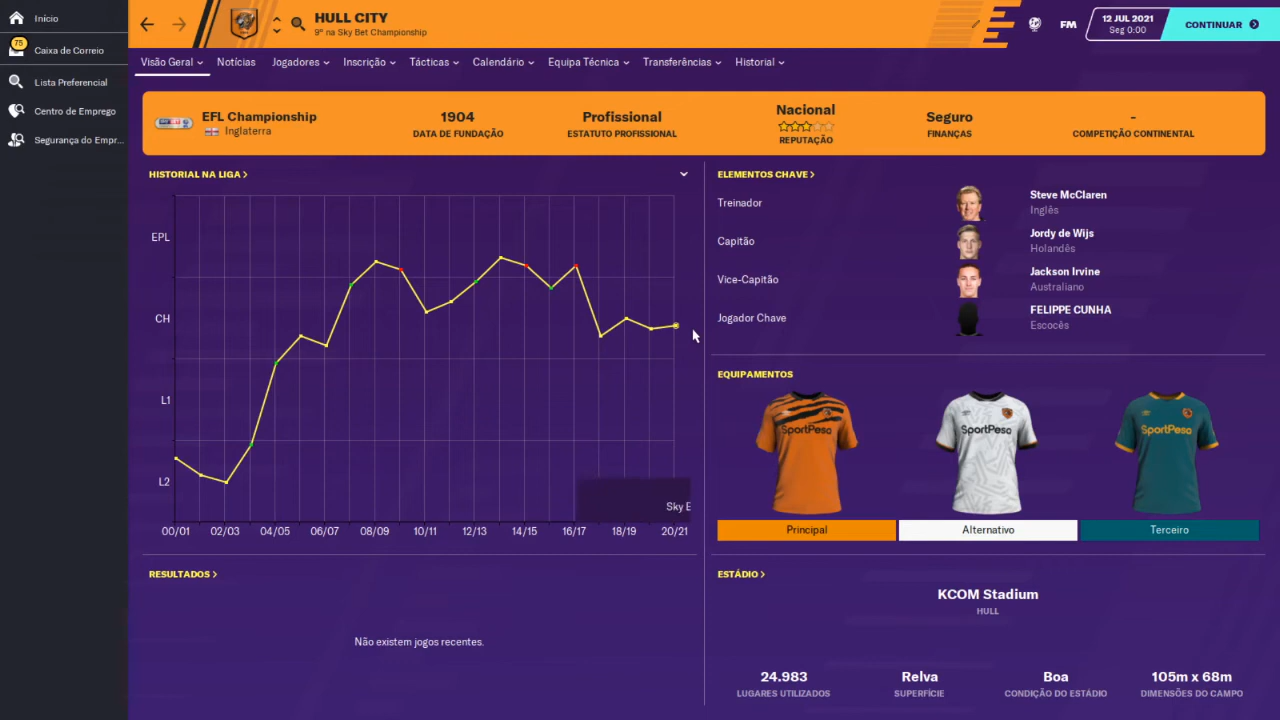 Início
75
Caixa de Correio
Lista Preferencial
Centro de Emprego
Segurança do Empr...
HULL CITY
9º na Sky Bet Championship
FM
12 JUL 2021
Seg 0:00
CONTINUAR
Visão Geral
Notícias
Jogadores
Inscrição
Tácticas
Calendário
Equipa Técnica
Transferências
Historial
EFL Championship
Inglaterra
1904
DATA DE FUNDAÇÃO
Profissional
ESTATUTO PROFISSIONAL
Nacional
REPUTAÇÃO
Seguro
FINANÇAS
-
COMPETIÇÃO CONTINENTAL
HISTORIAL NA LIGA
EPL
CH
L1
L2
00/01 02/03 04/05 06/07 08/09 10/11 12/13 14/15 16/17 18/19 20/21
Sky B
RESULTADOS
Não existem jogos recentes.
ELEMENTOS CHAVE
Treinador
Steve McClaren
Inglês
Capitão
Jordy de Wijs
Holandês
Vice-Capitão
Jackson Irvine
Australiano
Jogador Chave
FELIPPE CUNHA
Escocês
EQUIPAMENTOS
SportPesa
SportPesa
SportPesa
Principal
Alternativo
Terceiro
ESTÁDIO
KCOM Stadium
HULL
24.983
LUGARES UTILIZADOS
Relva
SUPERFÍCIE
Boa
CONDIÇÃO DO ESTÁDIO
105m x 68m
DIMENSÕES DO CAMPO